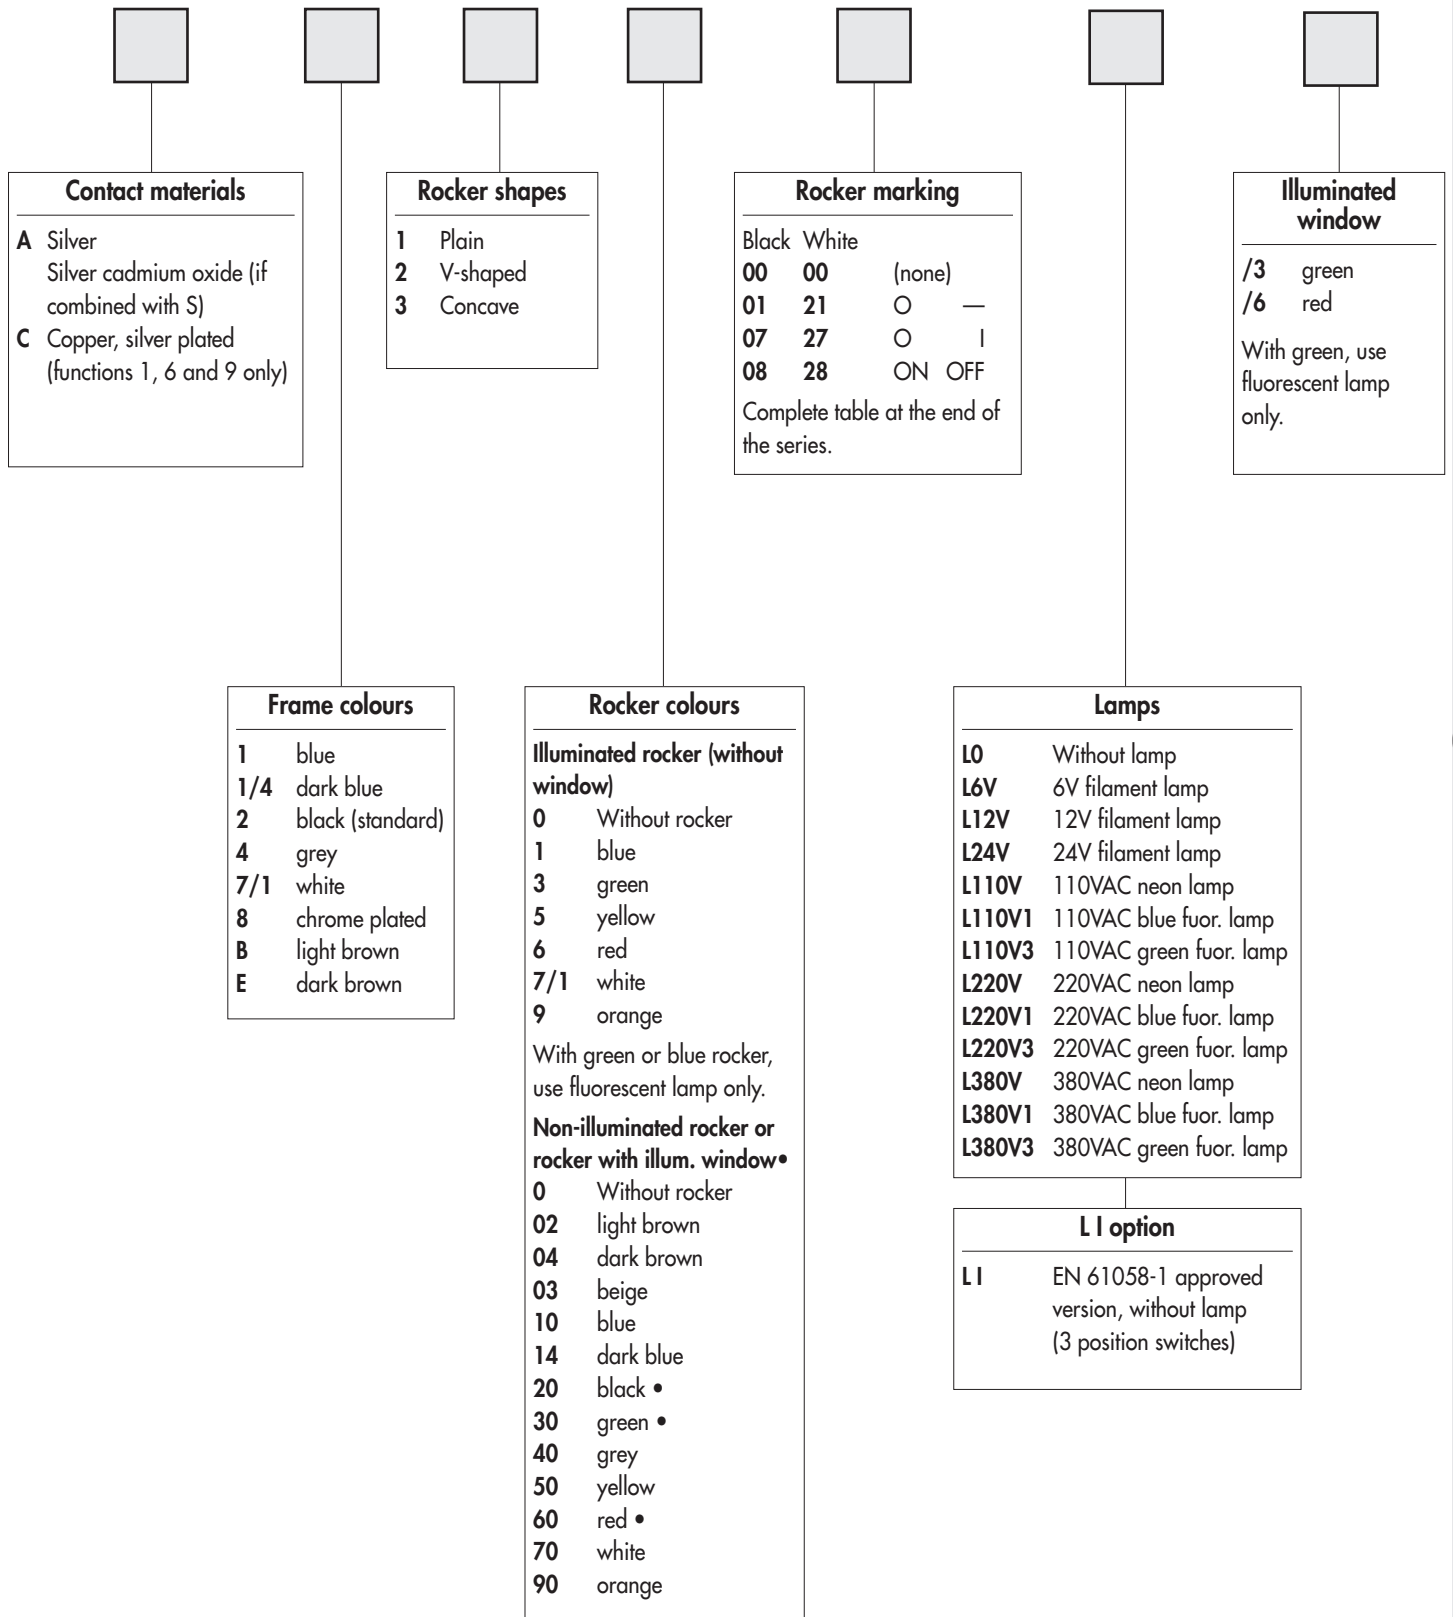 Contact materials
A Silver
Silver cadmium oxide (if
combined with S)
C Copper, silver plated
(functions 1, 6 and 9 only)
Rocker shapes
1 Plain
2 V-shaped
3 Concave
Rocker marking
Black White
00 00 (none)
01 21 O —
07 27 O I
08 28 ON OFF
Complete table at the end of
the series.
Illuminated
window
/3 green
/6 red
With green, use
fluorescent lamp
only.
Frame colours
1 blue
1/4 dark blue
2 black (standard)
4 grey
7/1 white
8 chrome plated
B light brown
E dark brown
Rocker colours
Illuminated rocker (without
window)
0 Without rocker
1 blue
3 green
5 yellow
6 red
7/1 white
9 orange
With green or blue rocker,
use fluorescent lamp only.
Non-illuminated rocker or
rocker with illum. window•
0 Without rocker
02 light brown
04 dark brown
03 beige
10 blue
14 dark blue
20 black •
30 green •
40 grey
50 yellow
60 red •
70 white
90 orange
Lamps
L0 Without lamp
L6V 6V filament lamp
L12V 12V filament lamp
L24V 24V filament lamp
L110V 110VAC neon lamp
L110V1 110VAC blue fuor. lamp
L110V3 110VAC green fuor. lamp
L220V 220VAC neon lamp
L220V1 220VAC blue fuor. lamp
L220V3 220VAC green fuor. lamp
L380V 380VAC neon lamp
L380V1 380VAC blue fuor. lamp
L380V3 380VAC green fuor. lamp
L I option
L I EN 61058-1 approved
version, without lamp
(3 position switches)